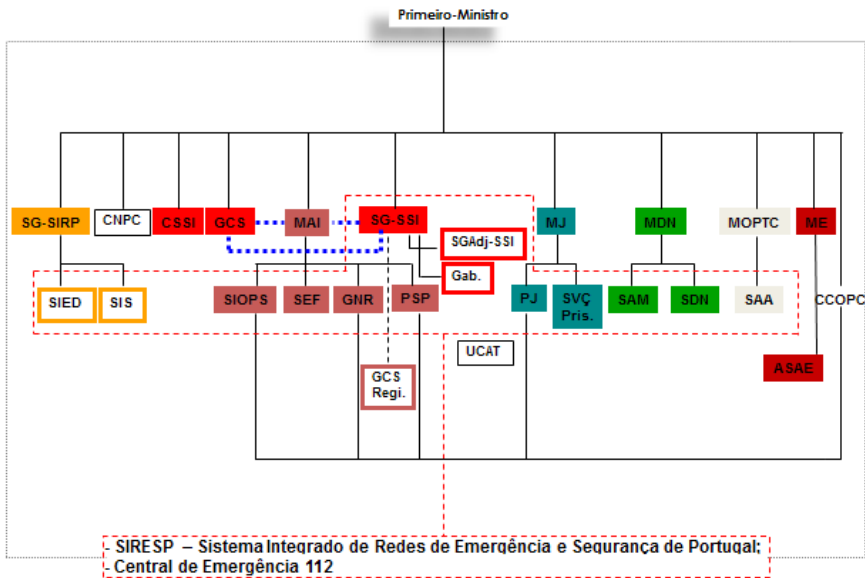 Primeiro-Ministro
SG-SIRP
CNPC
CSSI
GCS
MAI
SG-SSI
MJ
MDN
MOPTC
ME
SGAdj-SSI
Gab.
SIED
SIS
SIOPS
SEF
GNR
PSP
PJ
SVÇ
Pris.
SAM
SDN
SAA
CCOPC
UCAT
GCS
Regi.
ASAE
- SIRESP – Sistema Integrado de Redes de Emergência e Segurança de Portugal;
- Central de Emergência 112